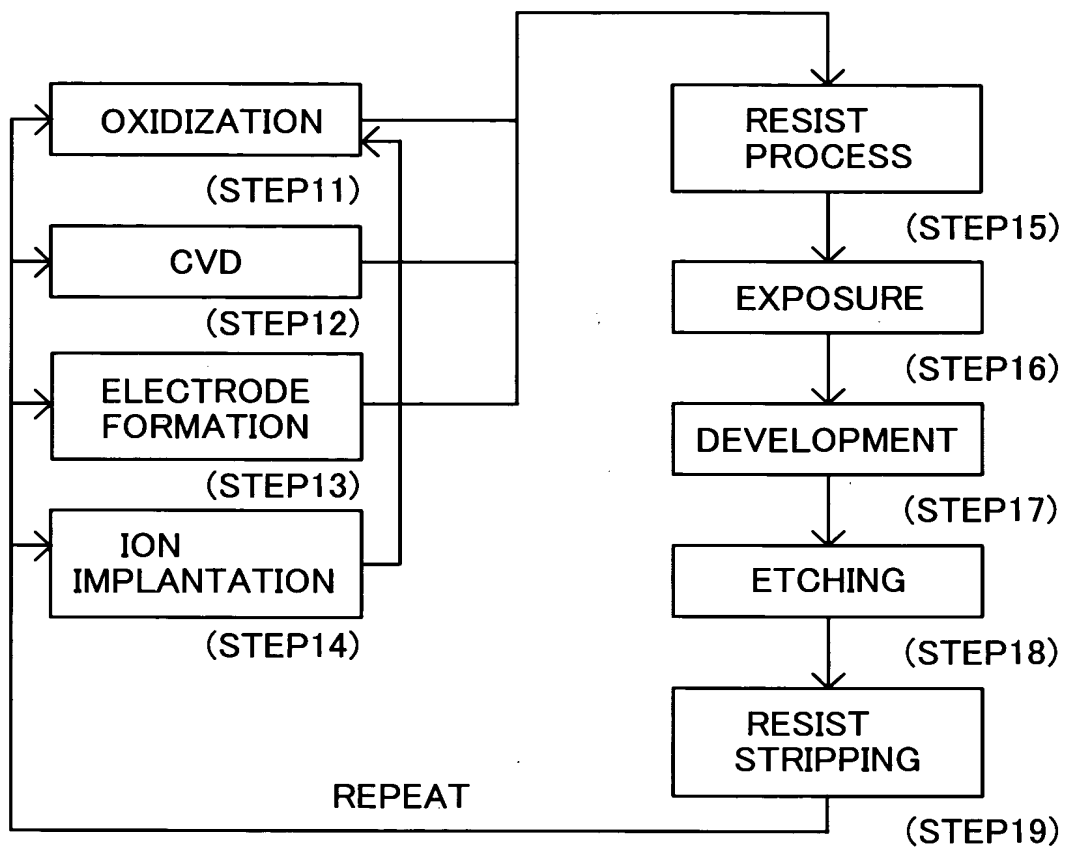 OXIDIZATION
(STEP11)
CVD
(STEP12)
ELECTRODE
FORMATION
(STEP13)
ION
IMPLANTATION
(STEP14)
RESIST
PROCESS
(STEP15)
EXPOSURE
(STEP16)
DEVELOPMENT
(STEP17)
ETCHING
(STEP18)
RESIST
STRIPPING
(STEP19)
REPEAT